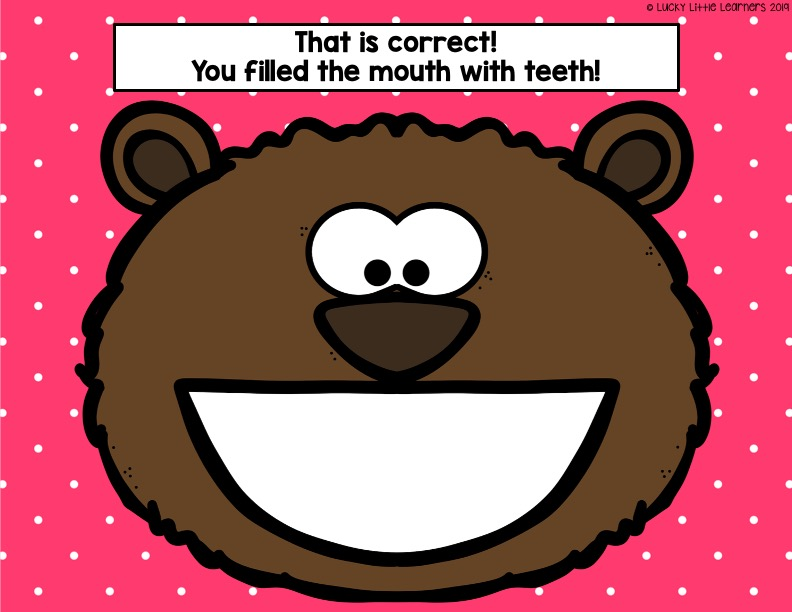 © Lucky Little Learners 2019
That is correct!
You filled the mouth with teeth!